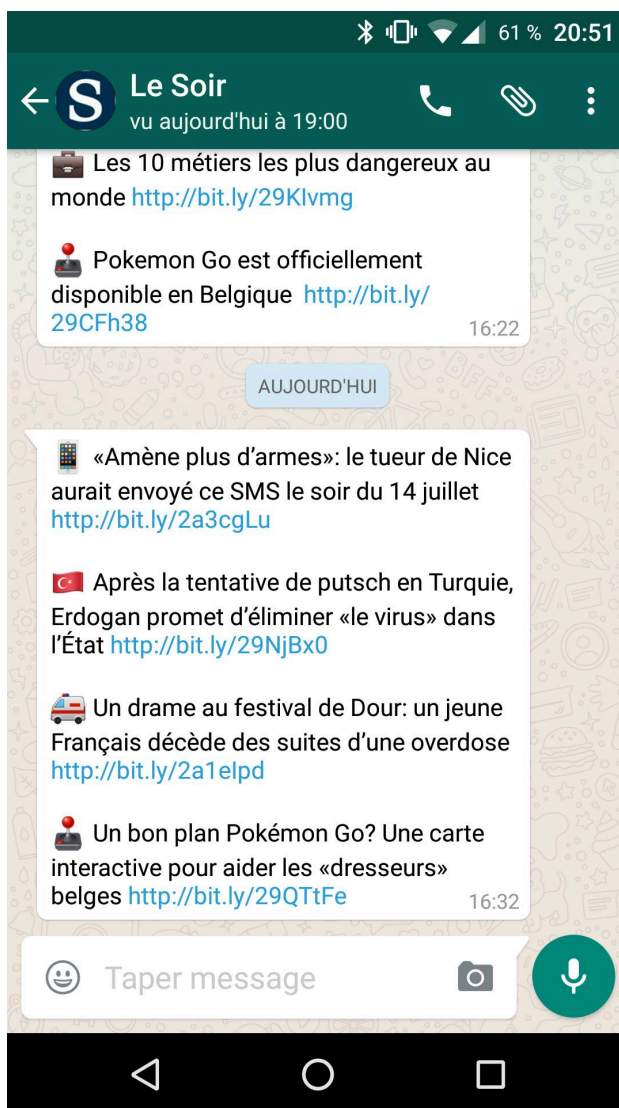 61 % 20:51
S Le Soir
vu aujourd'hui à 19:00
Les 10 métiers les plus dangereux au
monde http://bit.ly/29KIvmg
Pokemon Go est officiellement
disponible en Belgique http://bit.ly/
29CFh38
16:22
AUJOURD'HUI
«Amène plus d’armes»: le tueur de Nice
aurait envoyé ce SMS le soir du 14 juillet
http://bit.ly/2a3cgLu
Après la tentative de putsch en Turquie,
Erdogan promet d’éliminer «le virus» dans
l’État http://bit.ly/29NjBx0
Un drame au festival de Dour: un jeune
Français décède des suites d’une overdose
http://bit.ly/2a1eIpd
Un bon plan Pokémon Go? Une carte
interactive pour aider les «dresseurs»
belges http://bit.ly/29QTtFe
16:32
Taper message